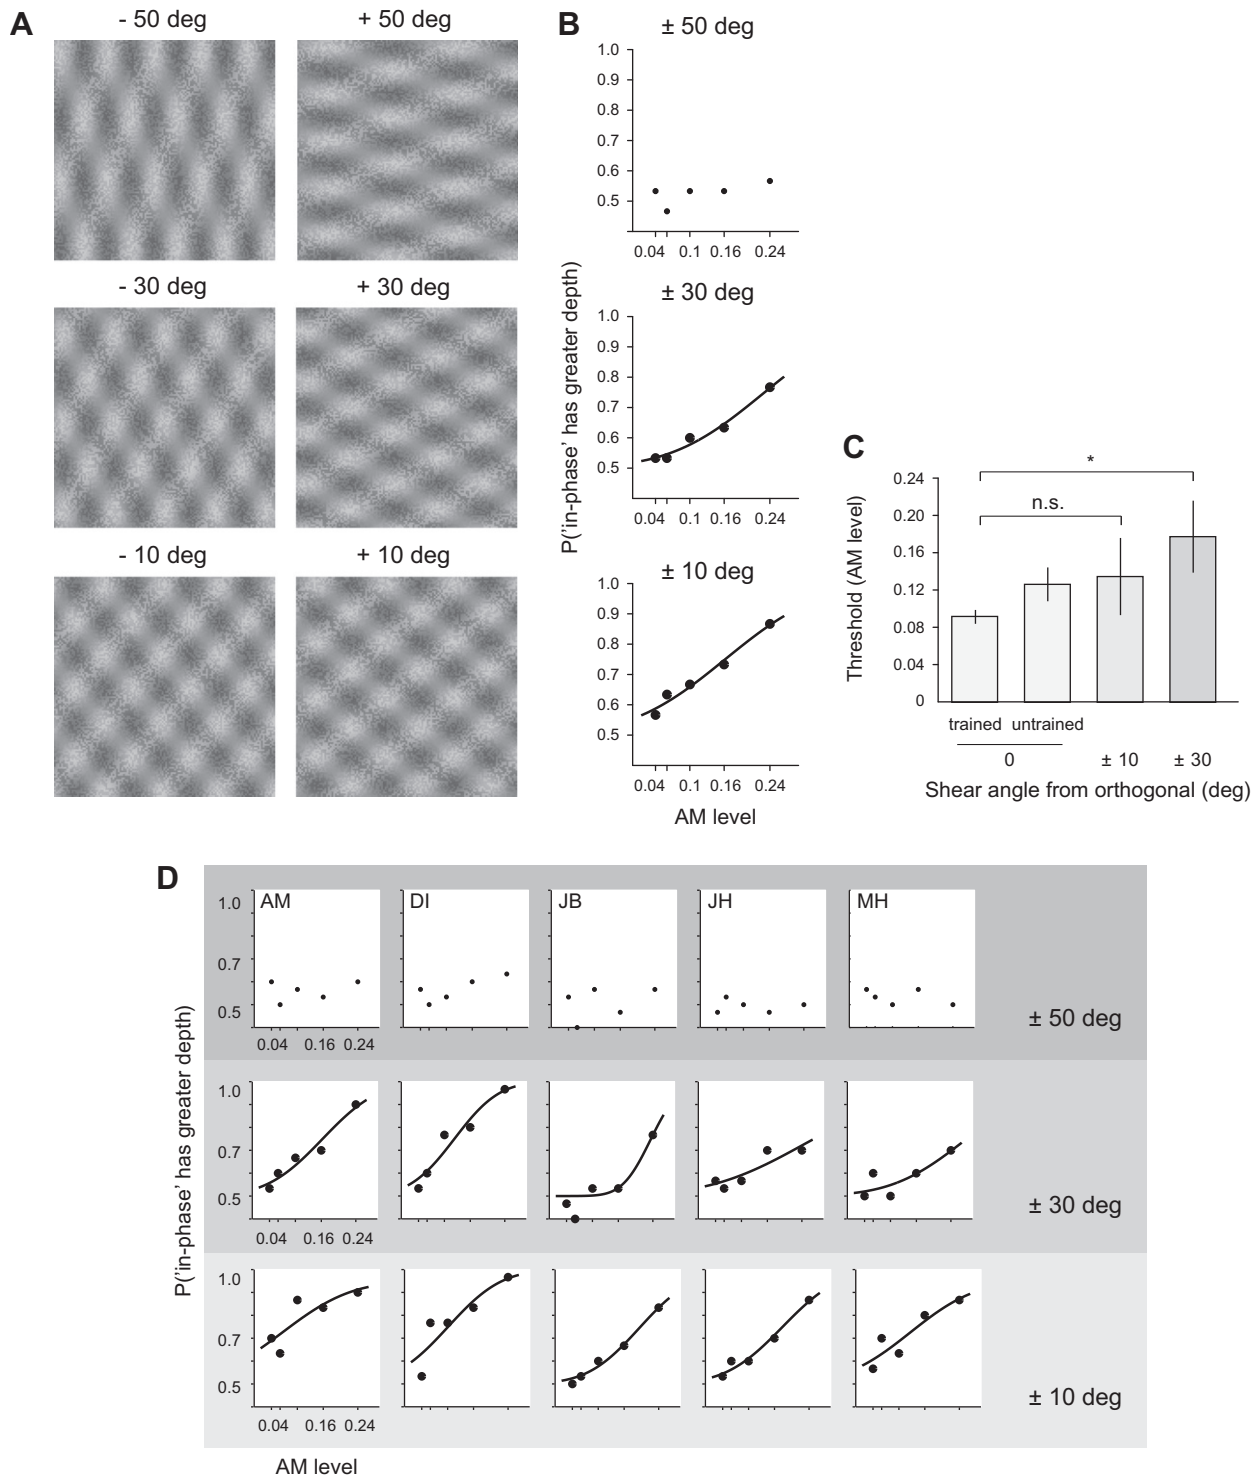 A
- 50 deg
+ 50 deg
- 30 deg
+ 30 deg
- 10 deg
+ 10 deg
B
± 50 deg
1.0
0.9
0.8
0.7
0.6
0.5
0.04 0.1 0.16 0.24
± 30 deg
1.0
0.9
0.8
0.7
0.6
0.5
0.04 0.1 0.16 0.24
± 10 deg
1.0
0.9
0.8
0.7
0.6
0.5
0.04 0.1 0.16 0.24
AM level
P('in-phase' has greater depth)
C
*
n.s.
0.24
0.20
0.16
0.12
0.08
0.04
0
Threshold (AM level)
trained untrained
0 ± 10 ± 30
Shear angle from orthogonal (deg)
D
AM DI JB JH MH
1.0
0.7
0.5
0.04 0.16 0.24
± 50 deg
1.0
0.7
0.5
0.04 0.16 0.24
± 30 deg
1.0
0.7
0.5
0.04 0.16 0.24
± 10 deg
P('in-phase' has greater depth)
AM level